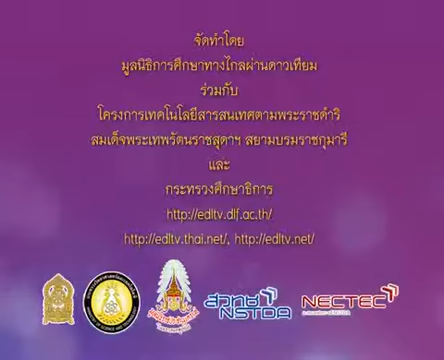 จัดทำโดย
มูลนิธิการศึกษาทางไกลผ่านดาวเทียม
ร่วมกับ
โครงการเทคโนโลยีสารสนเทศตามพระราชดำริ
สมเด็จพระเทพรัตนราชสุดาฯ สยามบรมราชกุมารี
และ
กระทรวงศึกษาธิการ
http://edltv.dlf.ac.th/
http://edltv.thai.net/, http://edltv.net/
สวทช
NSTDA
NECTEC